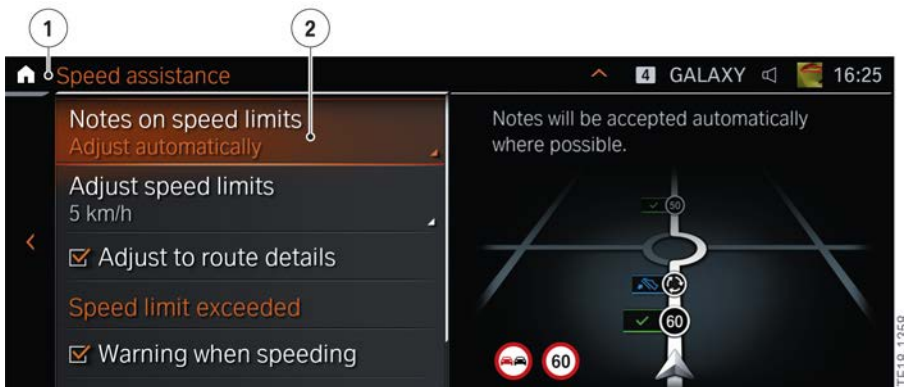 1
2
Speed assistance
4 GALAXY 16:25
Notes on speed limits
Adjust automatically
Adjust speed limits
5 km/h
Adjust to route details
Speed limit exceeded
Warning when speeding
Notes will be accepted automatically
where possible.
50
60
60
TE18-1358